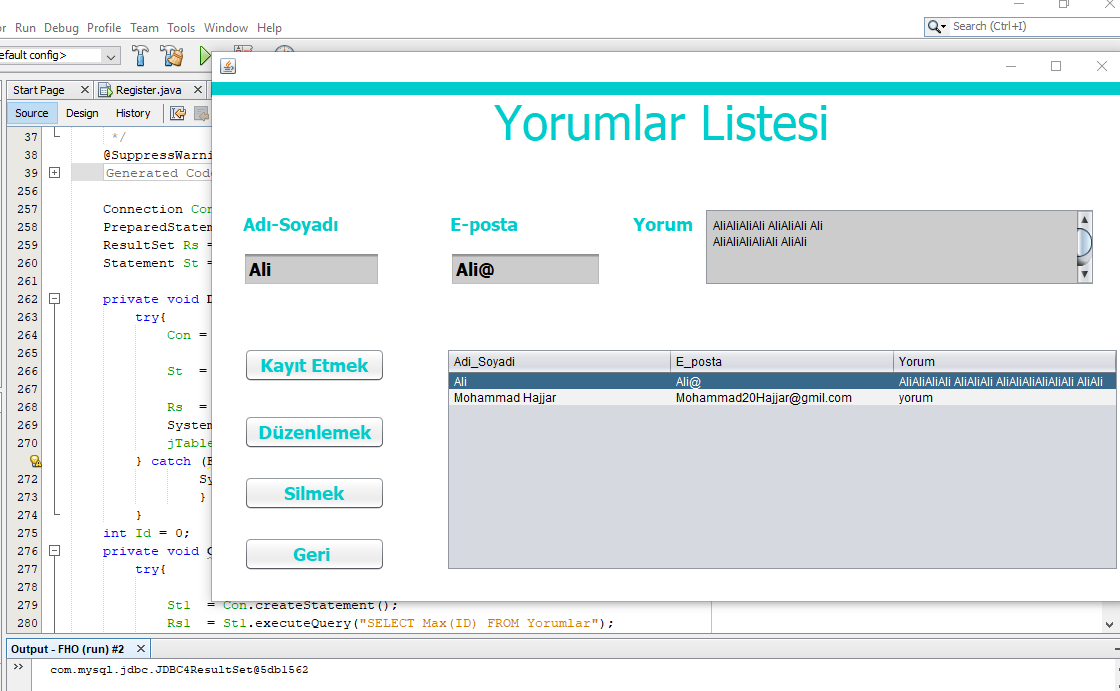 Run Debug Profile Team Tools Window Help
Search (Ctrl+I)
efault config>
Start Page
Register.java
Source Design History
Yorumlar Listesi
37 */
38 @SuppressWarni
39 Generated Cod
256
257 Connection Con
258 PreparedStatem
259 ResultSet Rs =
260 Statement St =
261
262 private void D
263 try{
264 Con =
265
266 St =
267
268 Rs =
269 System
270 jTable
} catch (E
272 Sy
273 }
274 }
275 int Id = 0;
276 private void
277 try{
278
279 St1 = Con.createStatement();
280 Rs1 = St1.executeQuery("SELECT Max(ID) FROM Yorumlar");
Adı-Soyadı
E-posta
Yorum
Ali
Ali@
AliAliAliAli AliAliAli Ali
AliAliAliAliAli AliAli
Kayıt Etmek
Düzenlemek
Silmek
Geri
Adi_Soyadi E_posta Yorum
Ali Ali@ AliAliAliAli AliAliAli AliAliAliAliAliAli AliAli
Mohammad Hajjar Mohammad20Hajjar@gmil.com yorum
Output - FHO (run) #2
com.mysql.jdbc.JDBC4ResultSet@5db1562